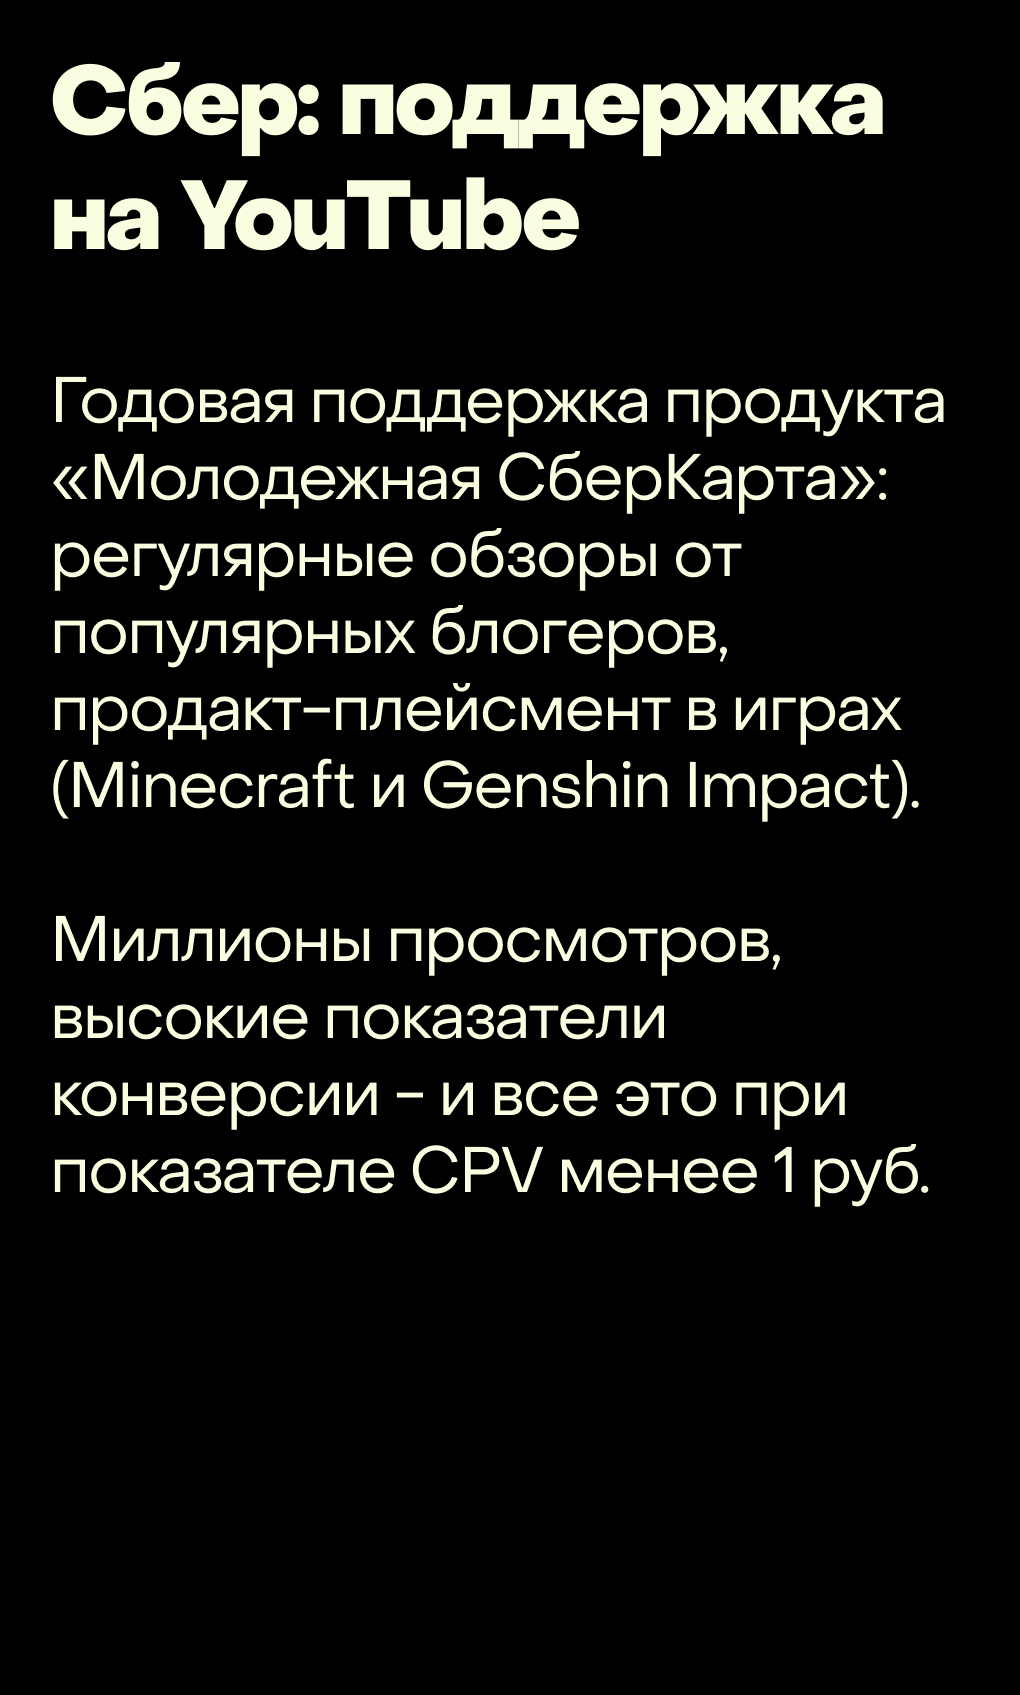 Сбер: поддержка
на YouTube
Годовая поддержка продукта
«Молодежная СберКарта»:
регулярные обзоры от
популярных блогеров,
продакт-плейсмент в играх
(Minecraft и Genshin Impact).
Миллионы просмотров,
высокие показатели
конверсии – и все это при
показателе CPV менее 1 руб.